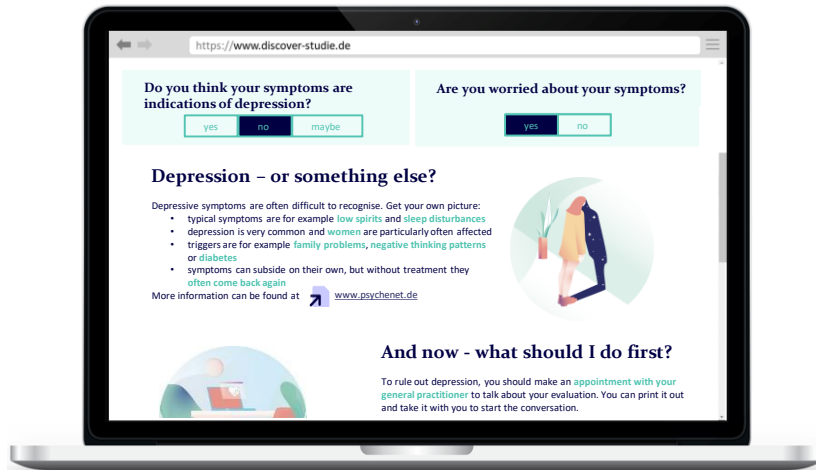 https://www.discover-studie.de
Do you think your symptoms are
indications of depression?
yes no maybe
Are you worried about your symptoms?
yes no
Depression – or something else?
Depressive symptoms are often difficult to recognise. Get your own picture:
• typical symptoms are for example low spirits and sleep disturbances
• depression is very common and women are particularly often affected
• triggers are for example family problems, negative thinking patterns
or diabetes
• symptoms can subside on their own, but without treatment they
often come back again
More information can be found at www.psychenet.de
And now - what should I do first?
To rule out depression, you should make an appointment with your
general practitioner to talk about your evaluation. You can print it out
and take it with you to start the conversation.